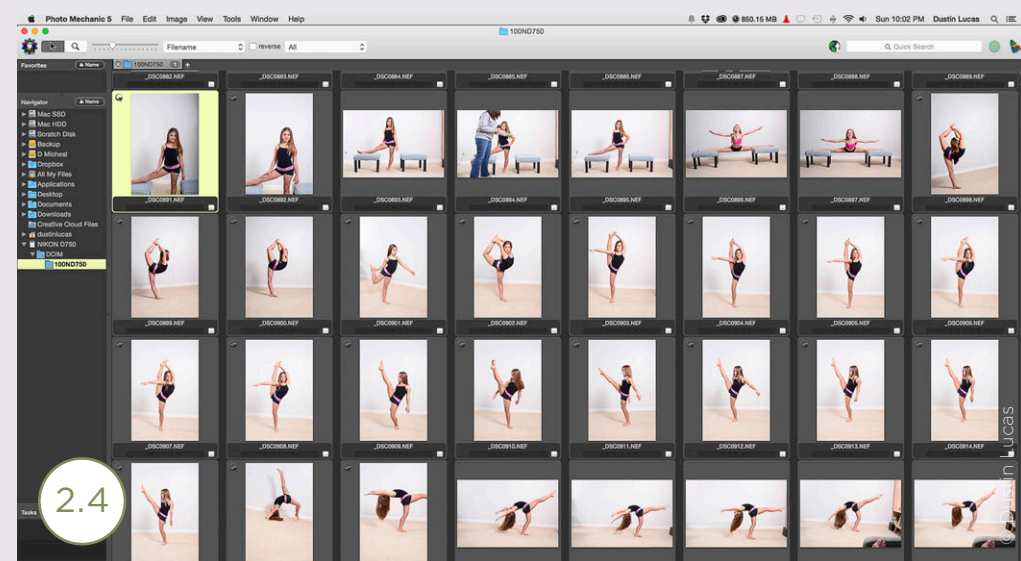 Photo Mechanic 5 File Edit Image View Tools Window Help
850.15 MB Sun 10:02 PM Dustin Lucas
100ND750
Filename reverse All Quick Search
Favorites Name 100ND750 1 +
_DSC0882.NEF _DSC0883.NEF _DSC0884.NEF _DSC0885.NEF _DSC0886.NEF _DSC0887.NEF _DSC0888.NEF _DSC0889.NEF
Navigator Name
Mac SSD
Mac HDD
Scratch Disk
Backup
D Micheal
Dropbox
All My Files
Applications
Desktop
Documents
Downloads
Creative Cloud Files
dustinlucas
NIKON D750
DCIM
100ND750
_DSC0891.NEF _DSC0892.NEF _DSC0893.NEF _DSC0894.NEF _DSC0895.NEF _DSC0896.NEF _DSC0897.NEF _DSC0898.NEF
_DSC0899.NEF _DSC0900.NEF _DSC0901.NEF _DSC0902.NEF _DSC0903.NEF _DSC0904.NEF _DSC0905.NEF _DSC0906.NEF
_DSC0907.NEF _DSC0908.NEF _DSC0909.NEF _DSC0910.NEF _DSC0911.NEF _DSC0912.NEF _DSC0913.NEF _DSC0914.NEF
Tasks
2.4
© Dustin Lucas